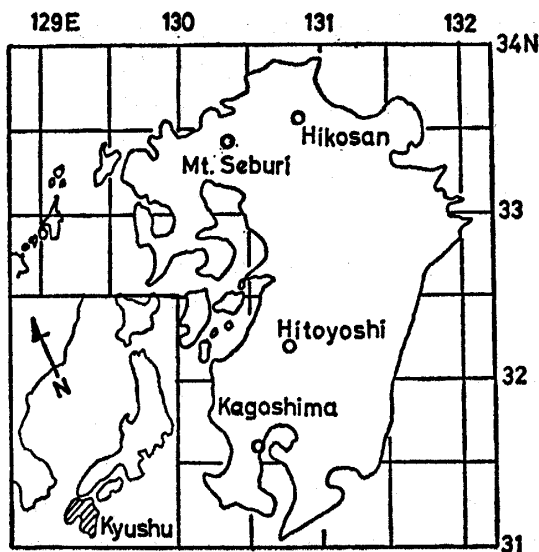 129E 130 131 132
34N
Hikosan
Mt. Seburi
33
Hitoyoshi
32
Kagoshima
N
Kyushu
31